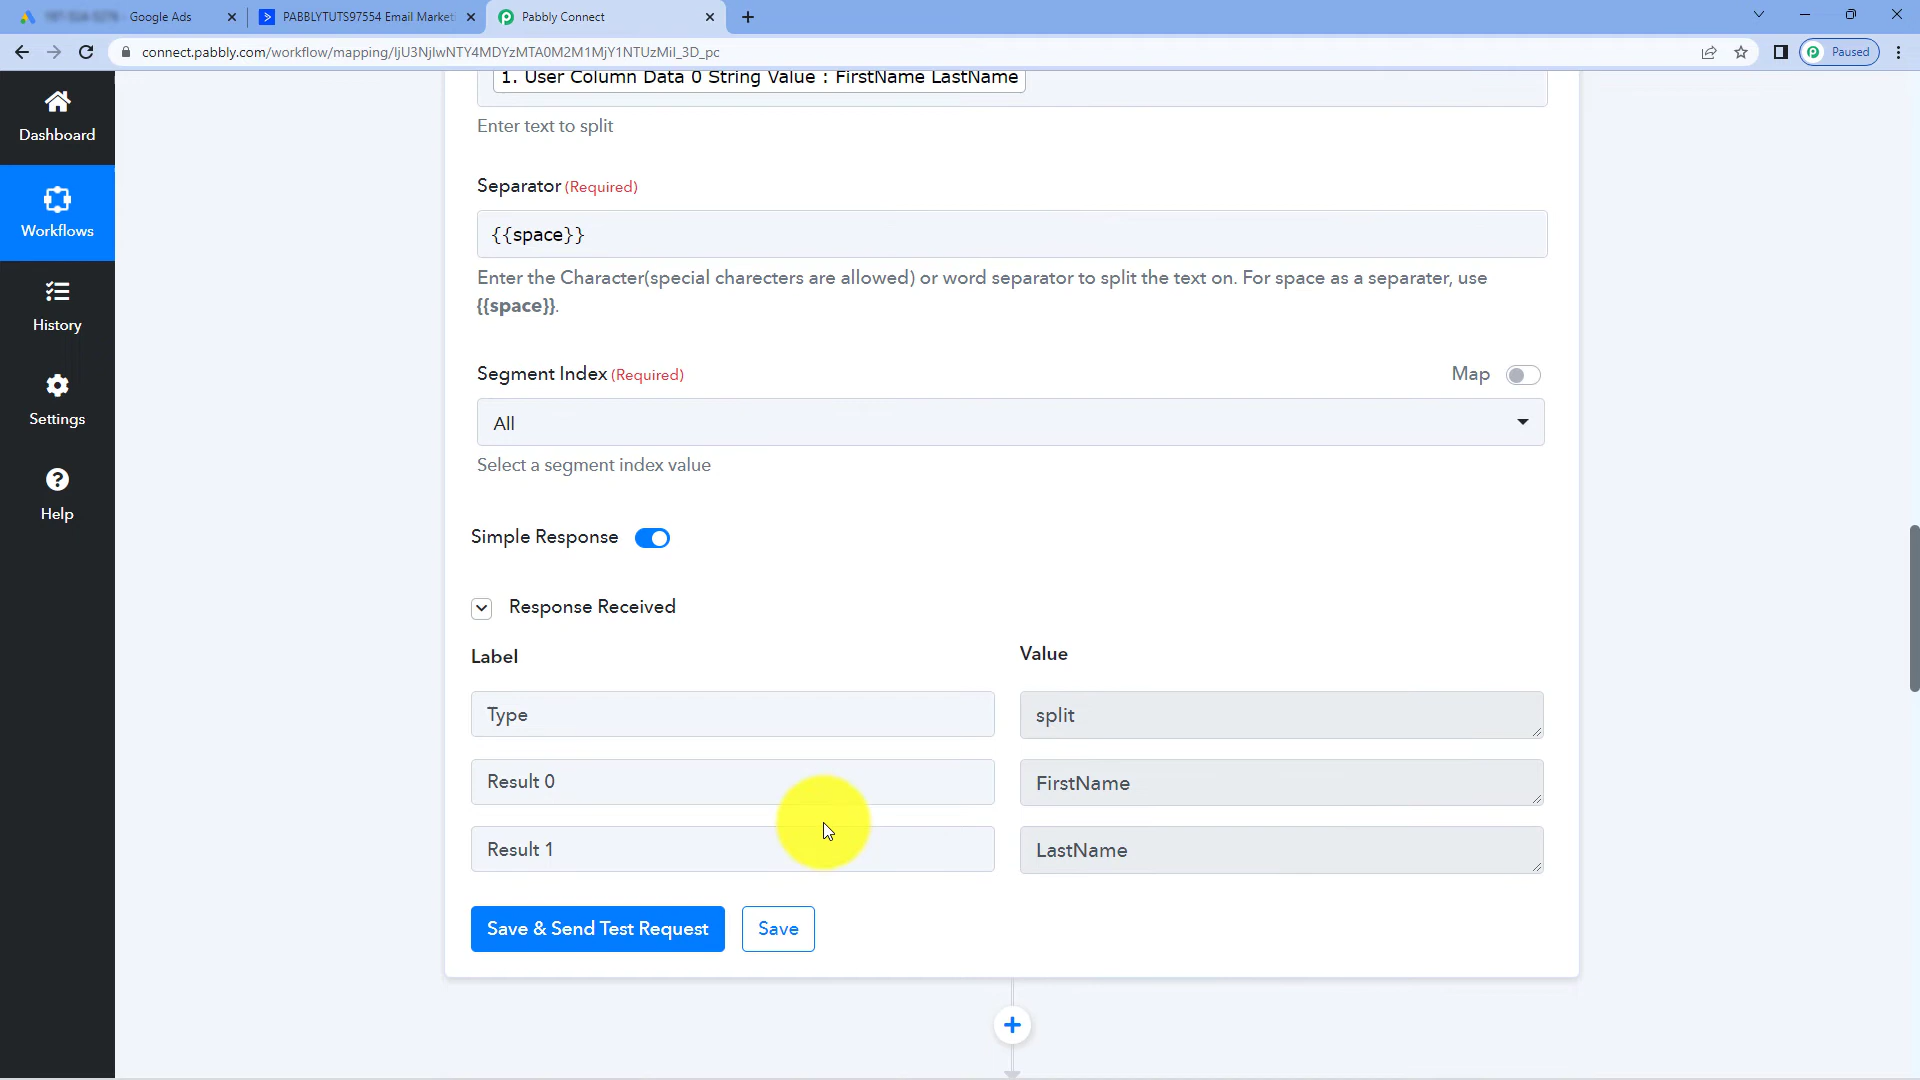 Google Ads
PABBLYTUTS97554 Email Marketi
Pabbly Connect
connect.pabbly.com/workflow/mapping/IjU3NjIwNTY4MDYzMTA0M2M1MjY1NTUzMiI_3D_pc
Paused
Dashboard
Workflows
History
Settings
Help
1. User Column Data 0 String Value : FirstName LastName
Enter text to split
Separator (Required)
{{space}}
Enter the Character(special charecters are allowed) or word separator to split the text on. For space as a separater, use
{{space}}.
Segment Index (Required)
Map
All
Select a segment index value
Simple Response
Response Received
Label
Value
Type
split
Result 0
FirstName
Result 1
LastName
Save & Send Test Request
Save